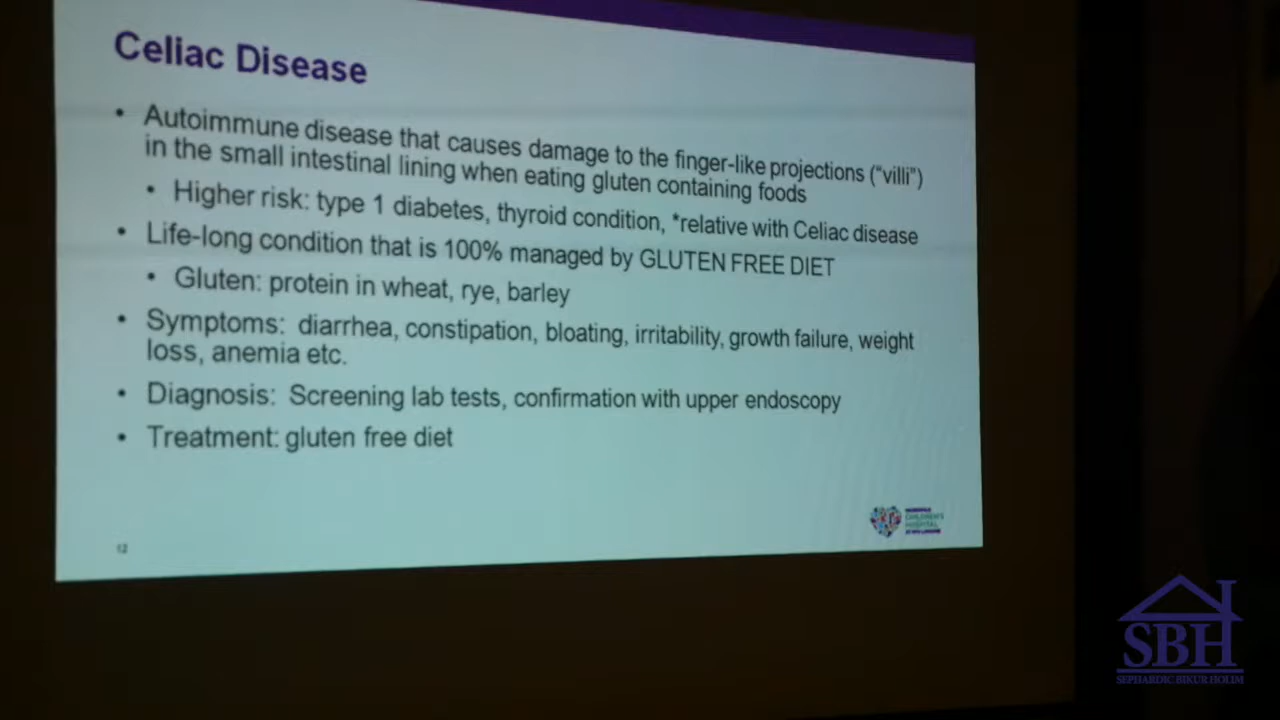 Celiac Disease
• Autoimmune disease that causes damage to the finger-like projections ("villi")
in the small intestinal lining when eating gluten containing foods
• Higher risk: type 1 diabetes, thyroid condition, *relative with Celiac disease
• Life-long condition that is 100% managed by GLUTEN FREE DIET
• Gluten: protein in wheat, rye, barley
• Symptoms: diarrhea, constipation, bloating, irritability, growth failure, weight
loss, anemia etc.
• Diagnosis: Screening lab tests, confirmation with upper endoscopy
• Treatment: gluten free diet
12
CHILDREN'S
HOSPITAL
SBH
SEPHARDIC BIKUR HOLIM